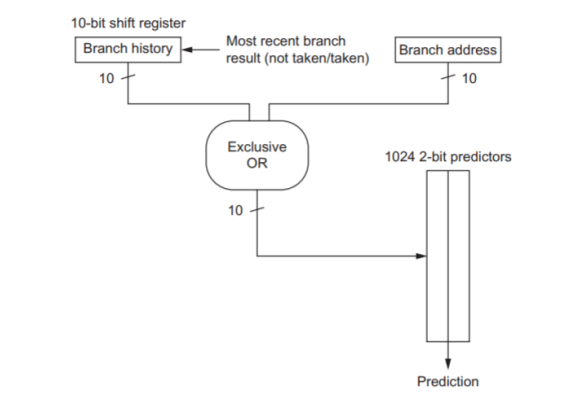 10-bit shift register
Branch history
Most recent branch
result (not taken/taken)
Branch address
10
10
Exclusive
OR
1024 2-bit predictors
10
Prediction